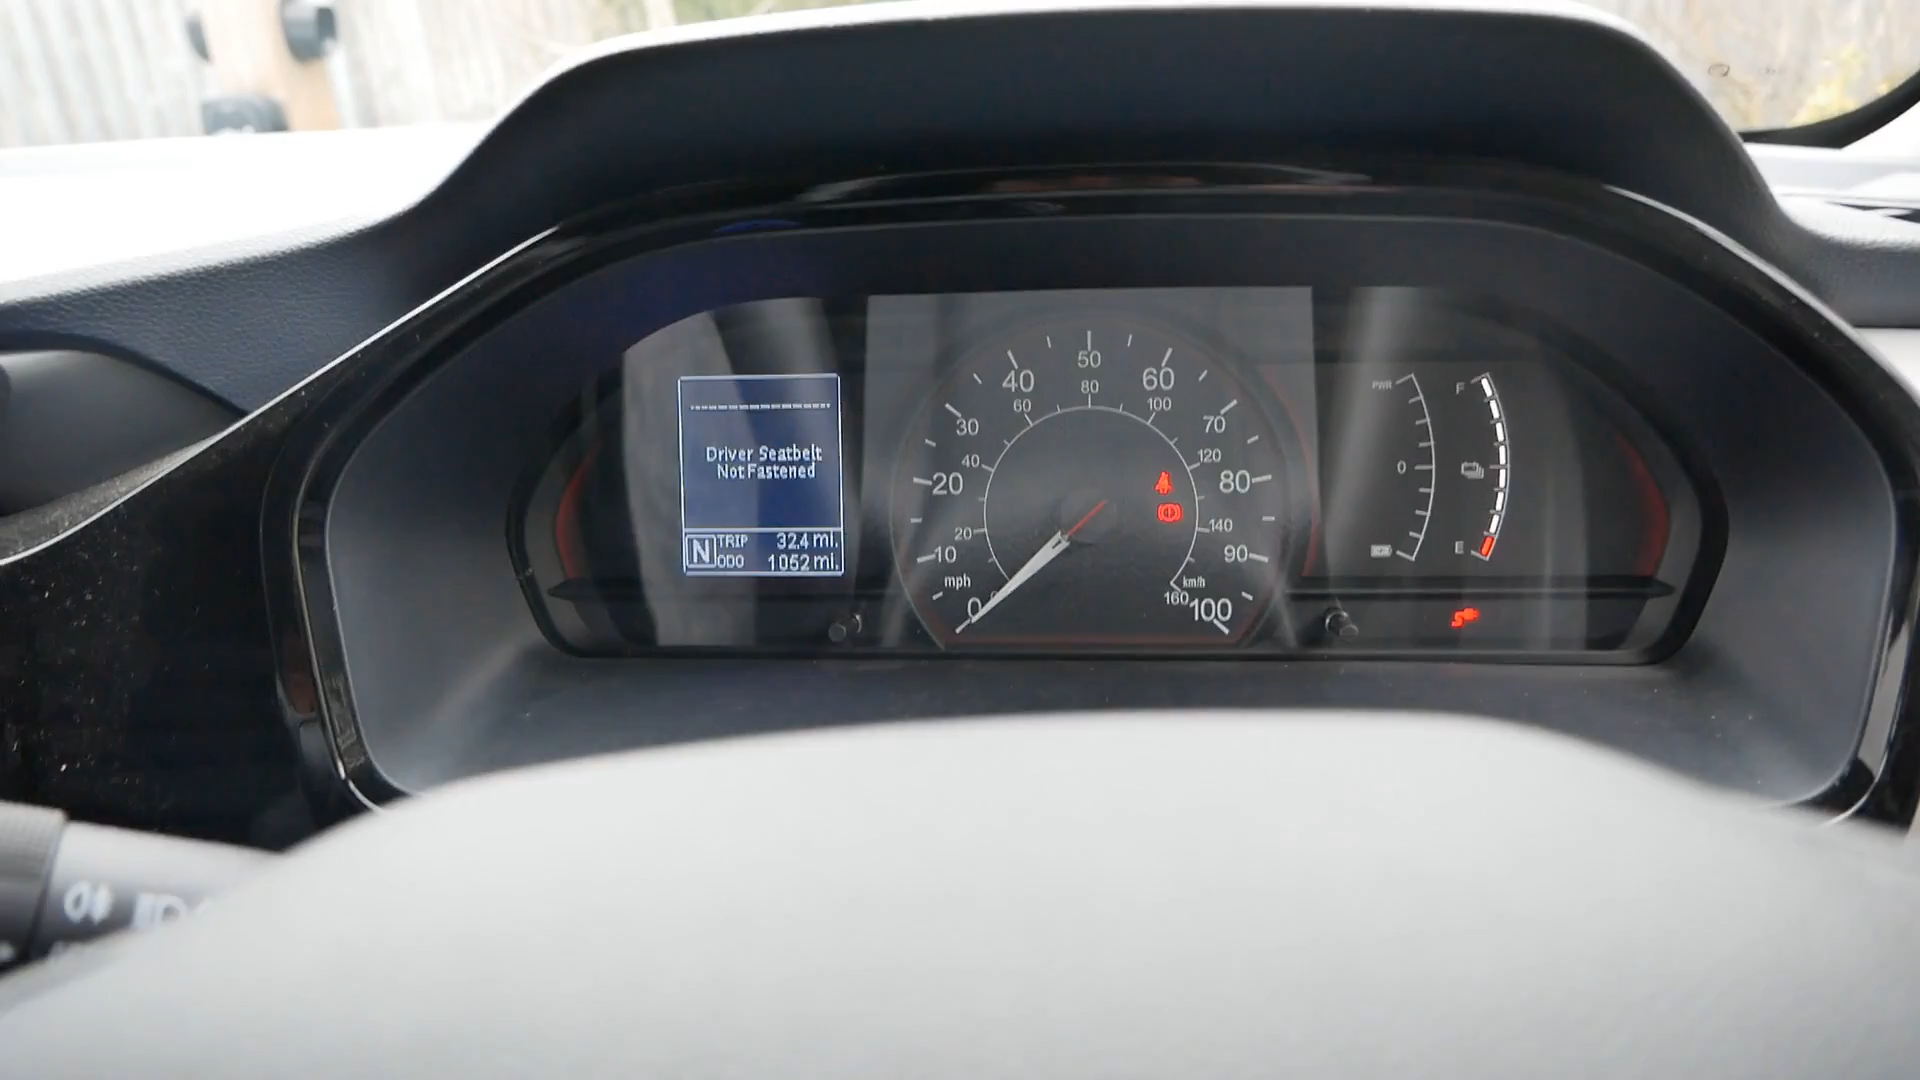 Driver Seatbelt
Not Fastened
N TRIP 32.4 mi.
ODO 1052 mi.
50
40 60
80
60 100
30 70
40 120
20 80
20 140
10 90
mph km/h
0 160 100
PWR
0
F
E